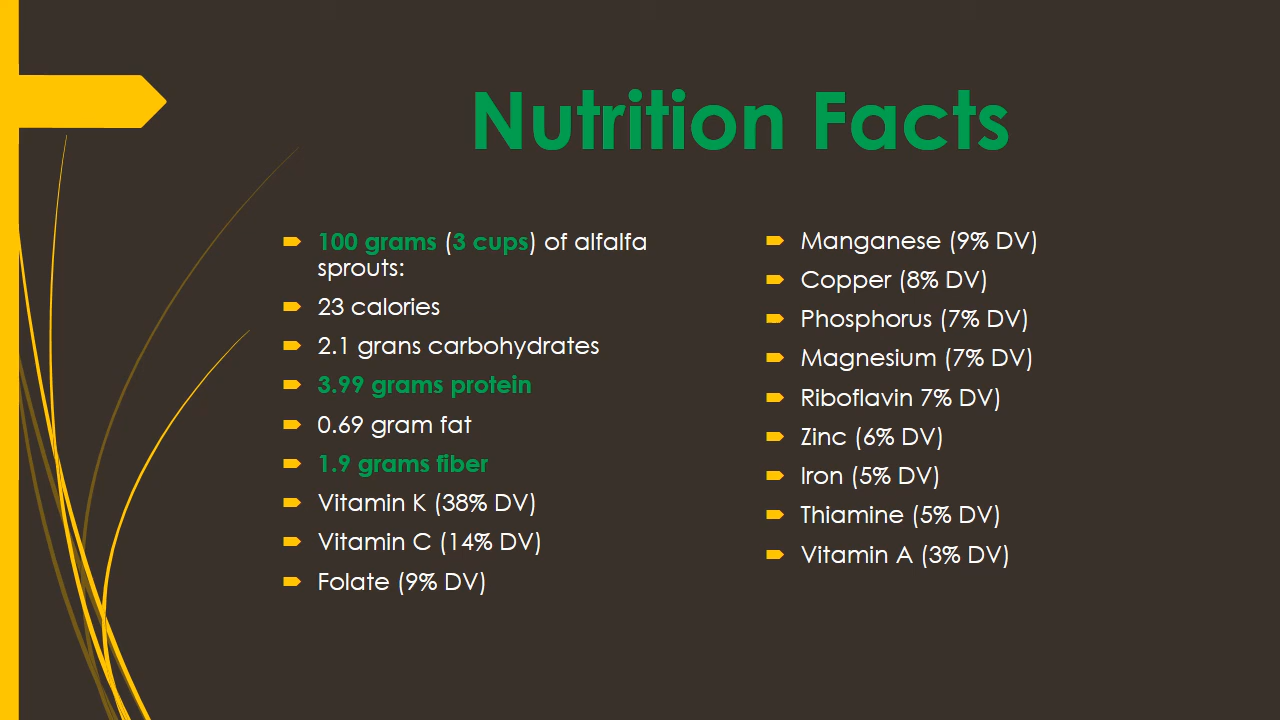 Nutrition Facts
100 grams (3 cups) of alfalfa
sprouts:
23 calories
2.1 grans carbohydrates
3.99 grams protein
0.69 gram fat
1.9 grams fiber
Vitamin K (38% DV)
Vitamin C (14% DV)
Folate (9% DV)
Manganese (9% DV)
Copper (8% DV)
Phosphorus (7% DV)
Magnesium (7% DV)
Riboflavin 7% DV)
Zinc (6% DV)
Iron (5% DV)
Thiamine (5% DV)
Vitamin A (3% DV)